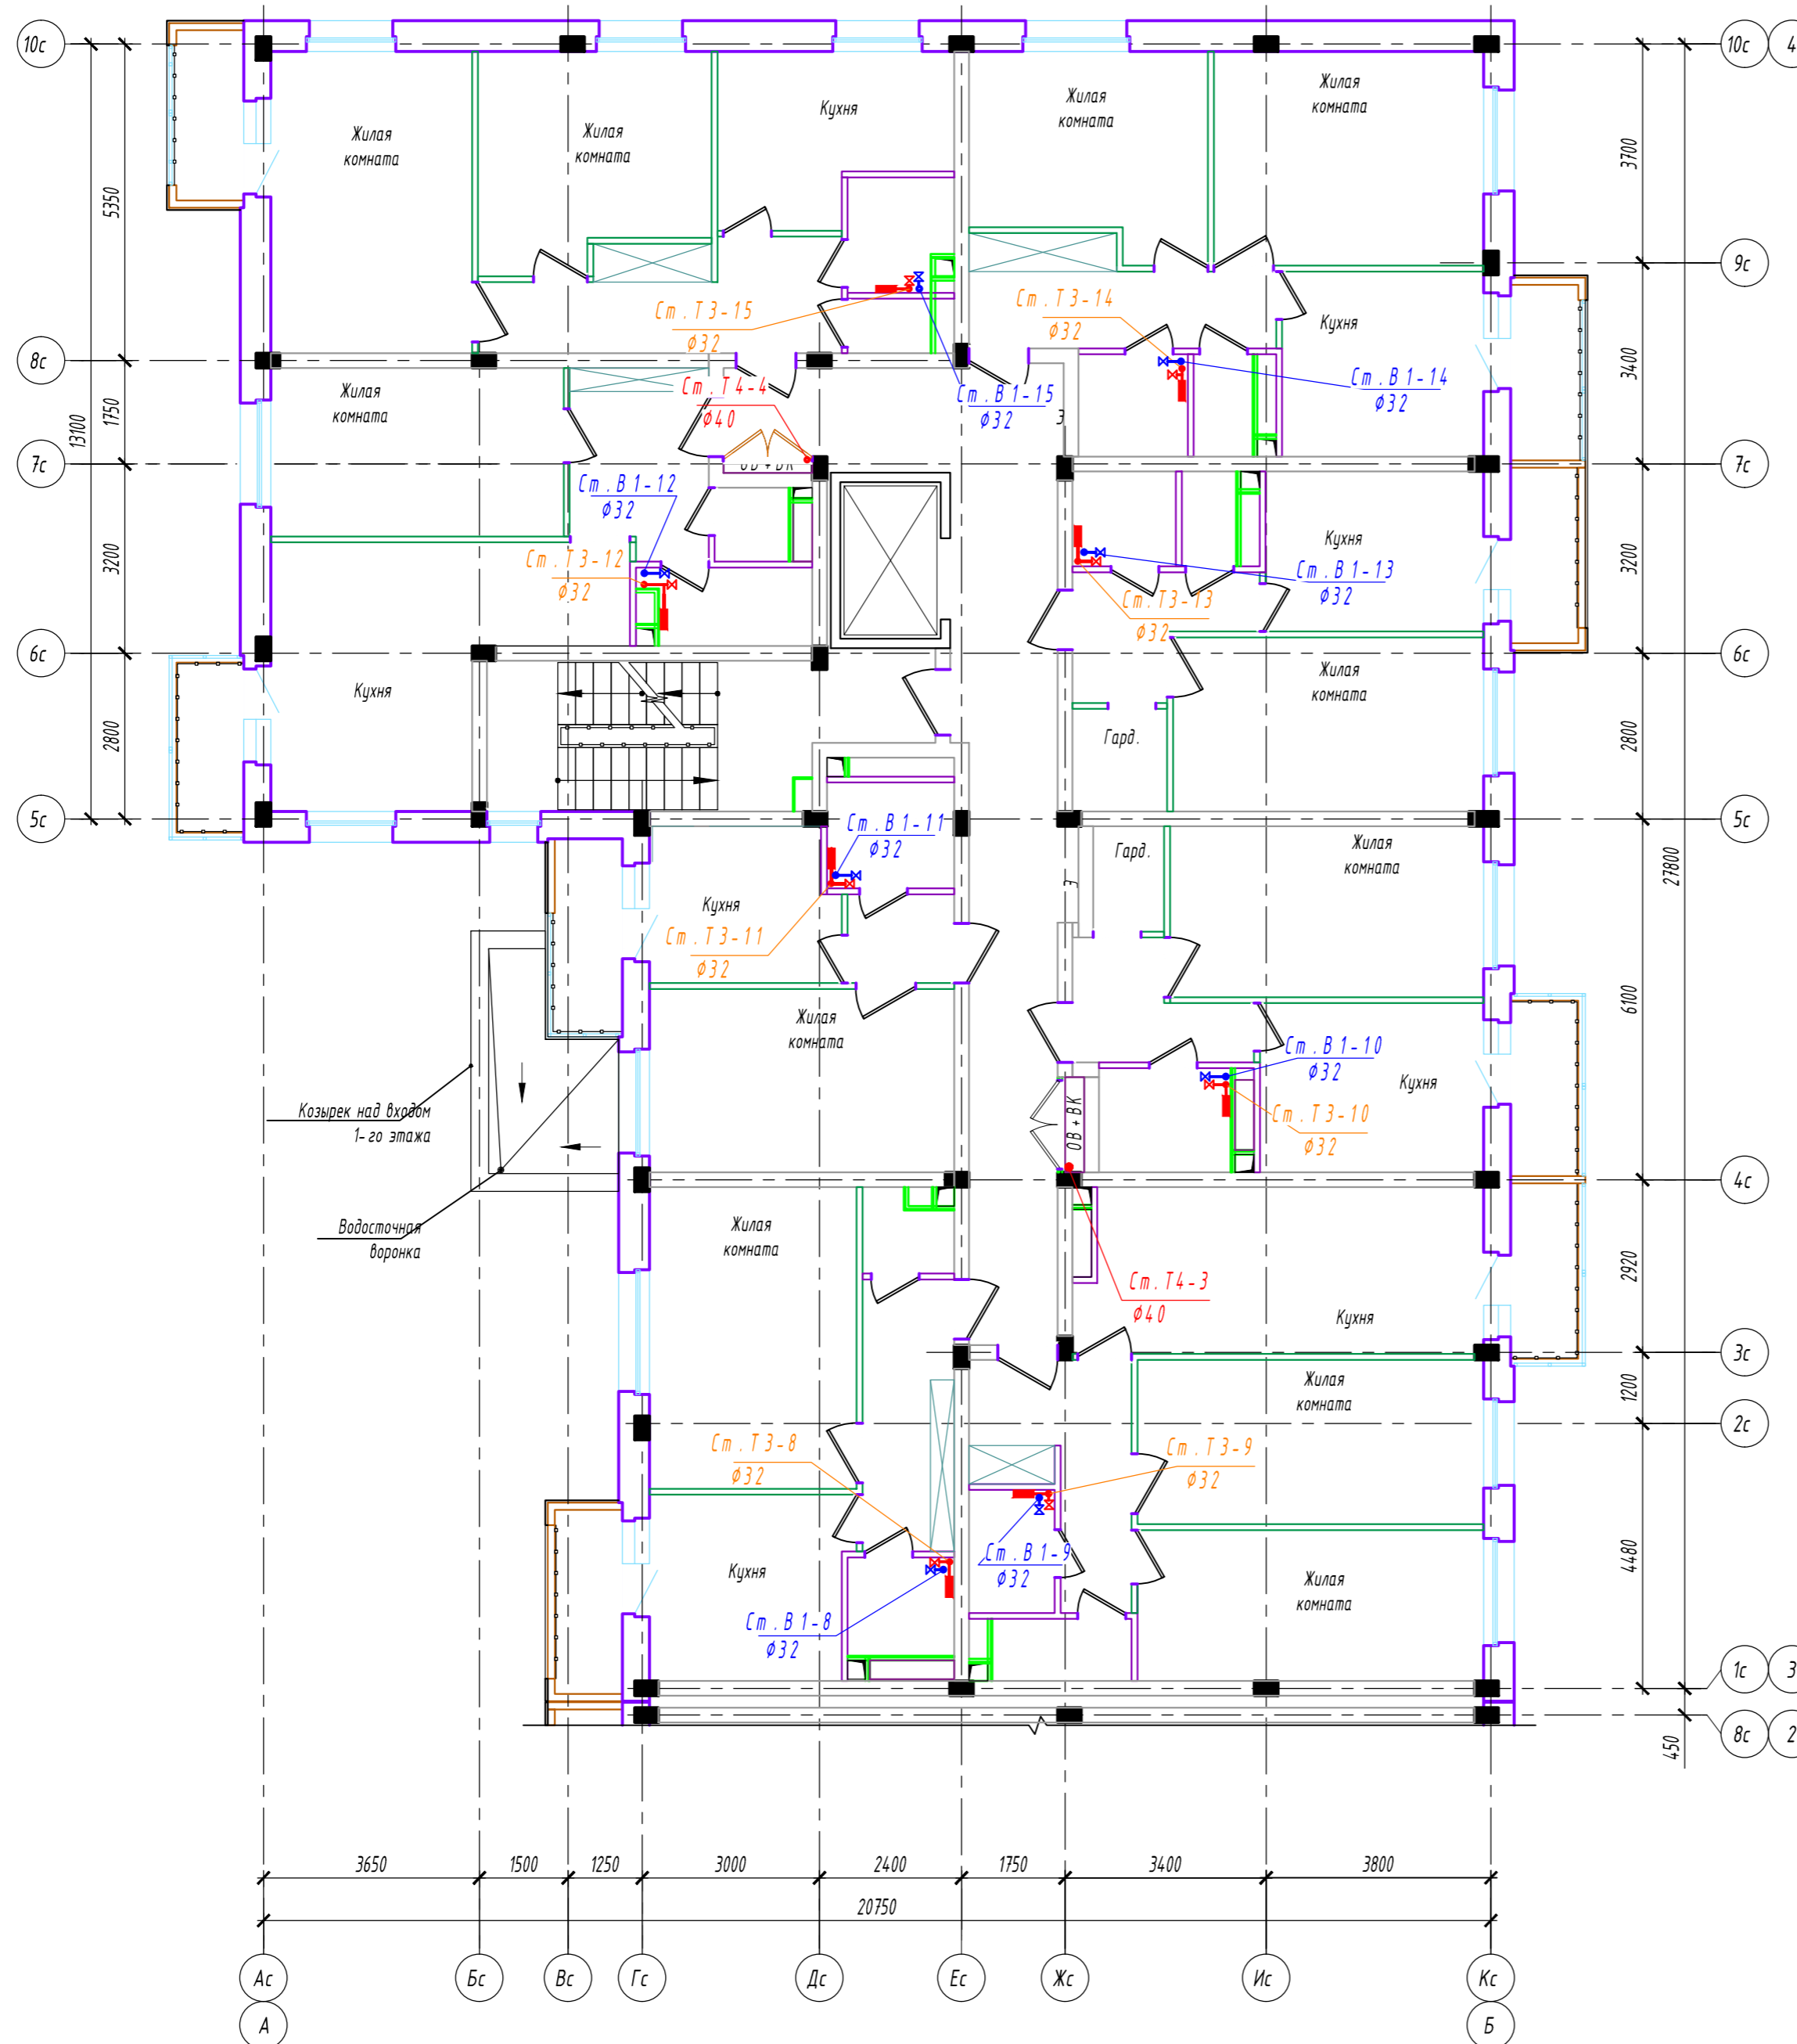 10с
10с
4
Жилая
комната
Жилая
комната
Кухня
Жилая
комната
Жилая
комната
5350
3700
9с
9с
Ст.Т3-15
ф32
Ст.Т3-14
ф32
Кухня
8с
3400
Ст.Т4-4
ф40
Ст.В1-15
ф32
Ст.В1-14
ф32
Жилая
комната
13100
1750
З
7с
7с
ОВ+ВК
Ст.В1-12
ф32
Ст.Т3-12
ф32
3200
Кухня
3200
Ст.В1-13
ф32
Ст.Т3-13
ф32
6с
6с
Кухня
Жилая
комната
2800
Гард.
2800
5с
5с
Ст.В1-11
ф32
Гард.
Жилая
комната
27800
З
Кухня
Ст.Т3-11
ф32
Жилая
комната
6100
Ст.В1-10
ф32
Кухня
Козырек над входом
1-го этажа
ОВ+ВК
Ст.Т3-10
ф32
4с
Водосточная
воронка
Жилая
комната
Ст.Т4-3
ф40
2920
Кухня
3с
Жилая
комната
1200
2с
Ст.Т3-8
ф32
Ст.Т3-9
ф32
4480
Кухня
Ст.В1-9
ф32
Жилая
комната
Ст.В1-8
ф32
1с
3
8с
2
450
3650
1500
1250
3000
2400
1750
3400
3800
20750
Ас
Бс
Вс
Гс
Дс
Ес
Жс
Ис
Кс
А
Б